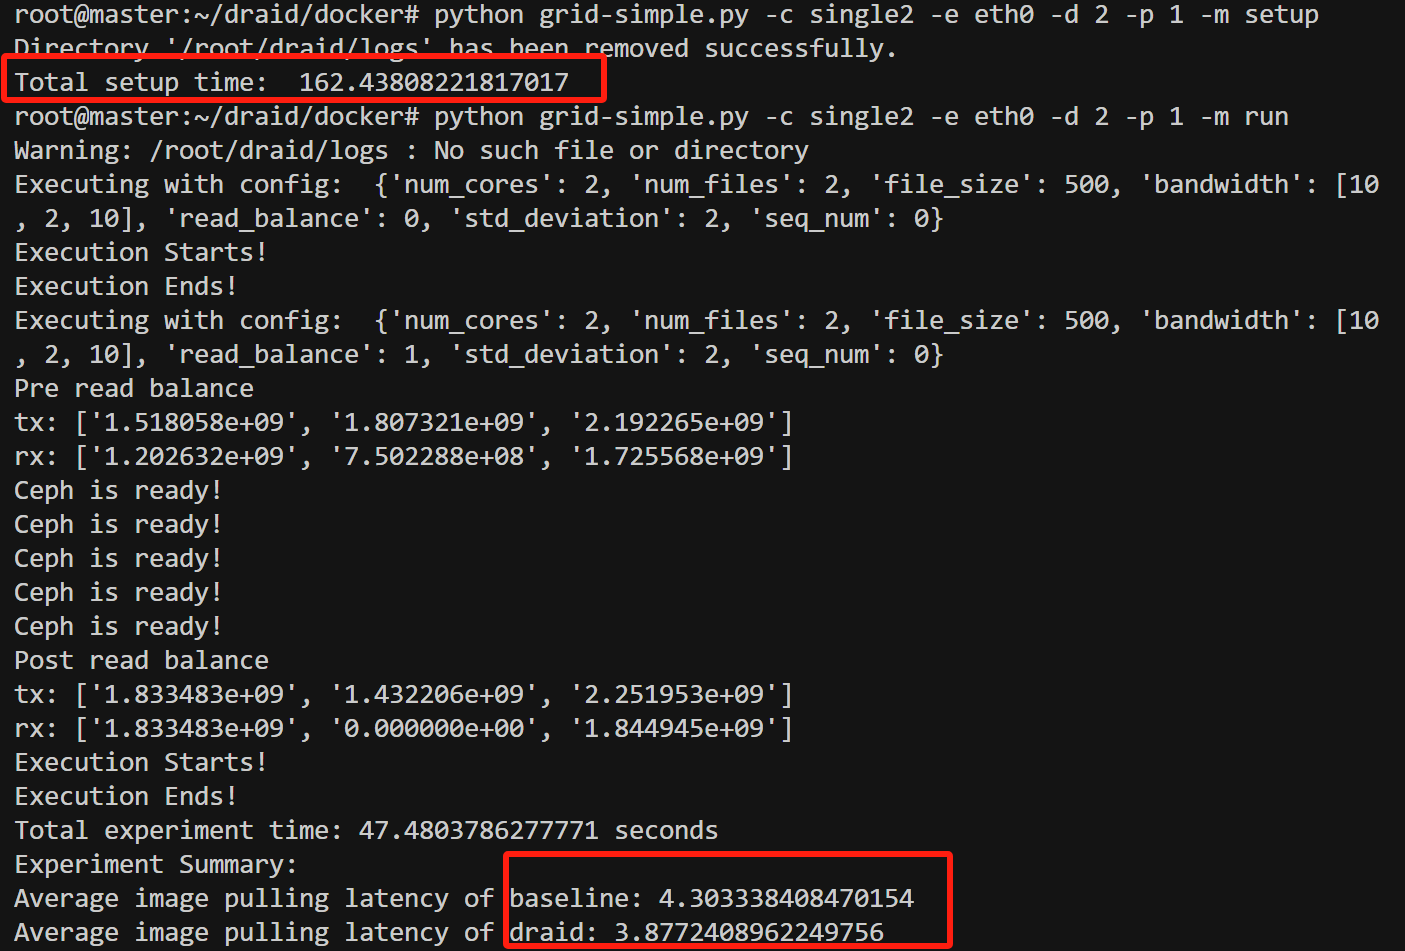 root@master:~/draid/docker# python grid-simple.py -c single2 -e eth0 -d 2 -p 1 -m setup
Directory '/root/draid/logs' has been removed successfully.
Total setup time:  162.43808221817017
root@master:~/draid/docker# python grid-simple.py -c single2 -e eth0 -d 2 -p 1 -m run
Warning: /root/draid/logs : No such file or directory
Executing with config:  {'num_cores': 2, 'num_files': 2, 'file_size': 500, 'bandwidth': [10
, 2, 10], 'read_balance': 0, 'std_deviation': 2, 'seq_num': 0}
Execution Starts!
Execution Ends!
Executing with config:  {'num_cores': 2, 'num_files': 2, 'file_size': 500, 'bandwidth': [10
, 2, 10], 'read_balance': 1, 'std_deviation': 2, 'seq_num': 0}
Pre read balance
tx: ['1.518058e+09', '1.807321e+09', '2.192265e+09']
rx: ['1.202632e+09', '7.502288e+08', '1.725568e+09']
Ceph is ready!
Ceph is ready!
Ceph is ready!
Ceph is ready!
Ceph is ready!
Post read balance
tx: ['1.833483e+09', '1.432206e+09', '2.251953e+09']
rx: ['1.833483e+09', '0.000000e+00', '1.844945e+09']
Execution Starts!
Execution Ends!
Total experiment time: 47.4803786277771 seconds
Experiment Summary:
Average image pulling latency of baseline: 4.303338408470154
Average image pulling latency of draid: 3.8772408962249756